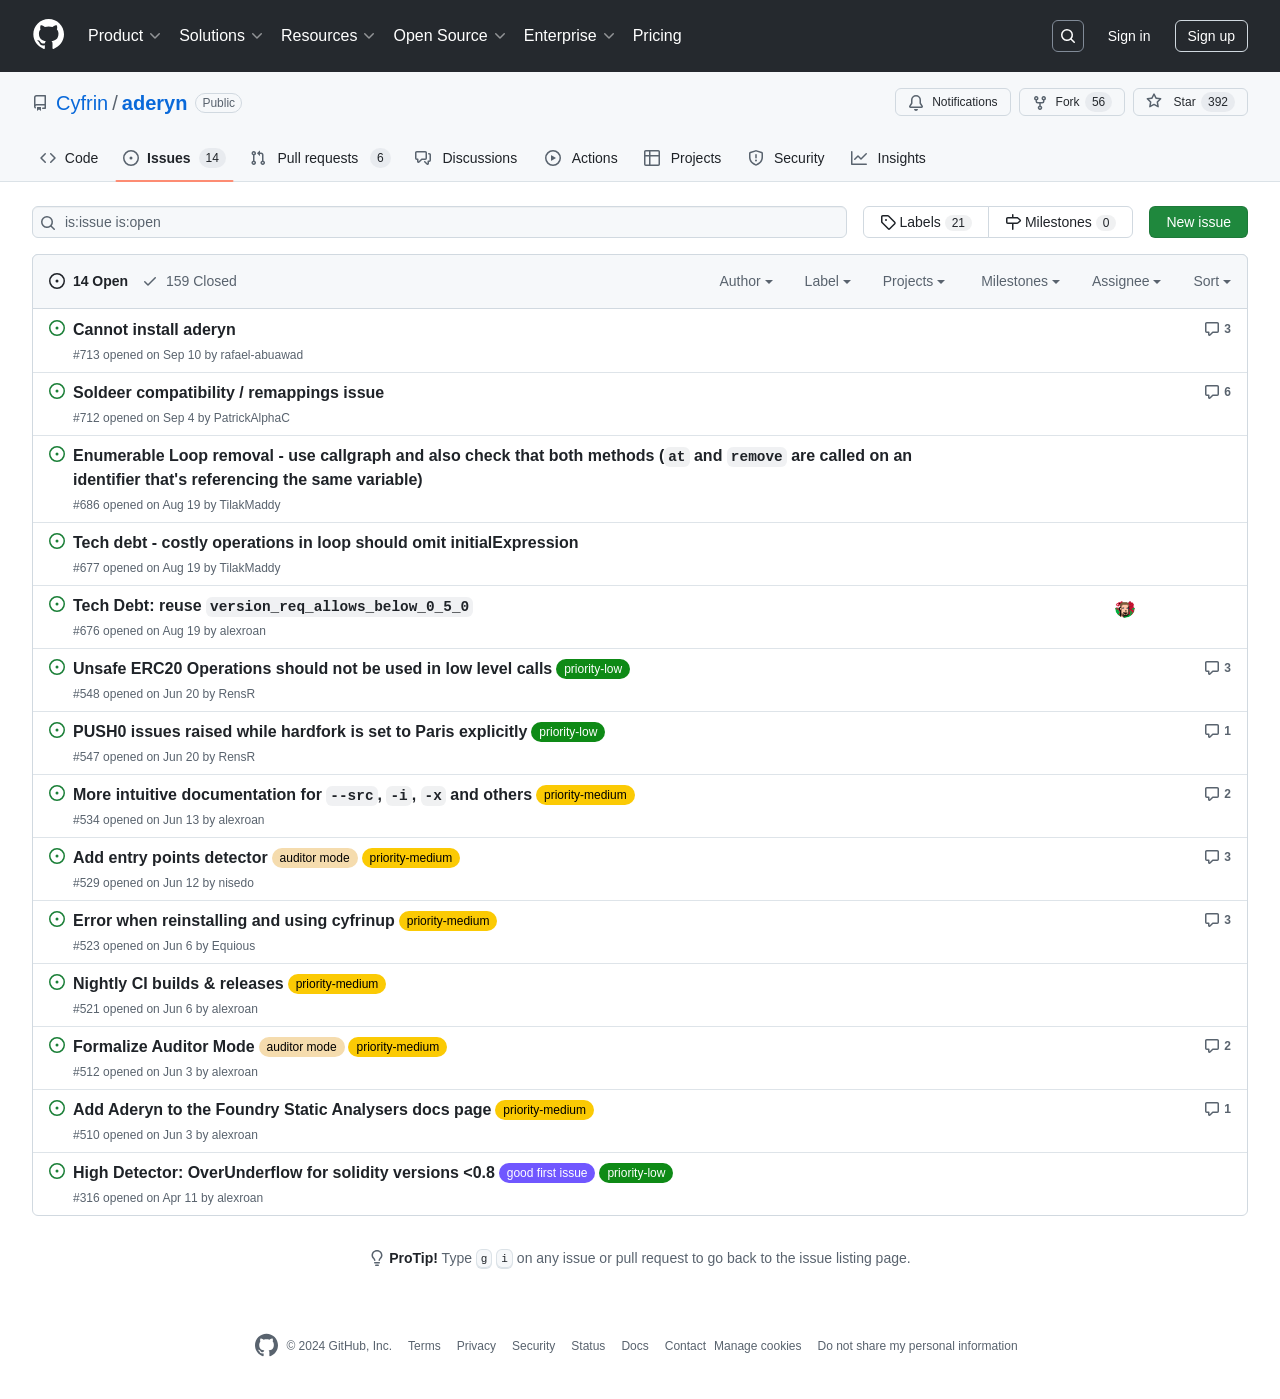 Product Solutions Resources Open Source Enterprise Pricing Sign in Sign up
Cyfrin / aderyn Public Notifications Fork 56 Star 392
Code Issues 14 Pull requests 6 Discussions Actions Projects Security Insights
is:issue is:open Labels 21 Milestones 0 New issue
14 Open 159 Closed Author Label Projects Milestones Assignee Sort
Cannot install aderyn 3
#713 opened on Sep 10 by rafael-abuawad
Soldeer compatibility / remappings issue 6
#712 opened on Sep 4 by PatrickAlphaC
Enumerable Loop removal - use callgraph and also check that both methods (at and remove are called on an
identifier that's referencing the same variable)
#686 opened on Aug 19 by TilakMaddy
Tech debt - costly operations in loop should omit initialExpression
#677 opened on Aug 19 by TilakMaddy
Tech Debt: reuse version_req_allows_below_0_5_0
#676 opened on Aug 19 by alexroan
Unsafe ERC20 Operations should not be used in low level calls priority-low 3
#548 opened on Jun 20 by RensR
PUSH0 issues raised while hardfork is set to Paris explicitly priority-low 1
#547 opened on Jun 20 by RensR
More intuitive documentation for --src, -i, -x and others priority-medium 2
#534 opened on Jun 13 by alexroan
Add entry points detector auditor mode priority-medium 3
#529 opened on Jun 12 by nisedo
Error when reinstalling and using cyfrinup priority-medium 3
#523 opened on Jun 6 by Equious
Nightly CI builds & releases priority-medium
#521 opened on Jun 6 by alexroan
Formalize Auditor Mode auditor mode priority-medium 2
#512 opened on Jun 3 by alexroan
Add Aderyn to the Foundry Static Analysers docs page priority-medium 1
#510 opened on Jun 3 by alexroan
High Detector: OverUnderflow for solidity versions <0.8 good first issue priority-low
#316 opened on Apr 11 by alexroan
ProTip! Type g i on any issue or pull request to go back to the issue listing page.
© 2024 GitHub, Inc. Terms Privacy Security Status Docs Contact Manage cookies Do not share my personal information